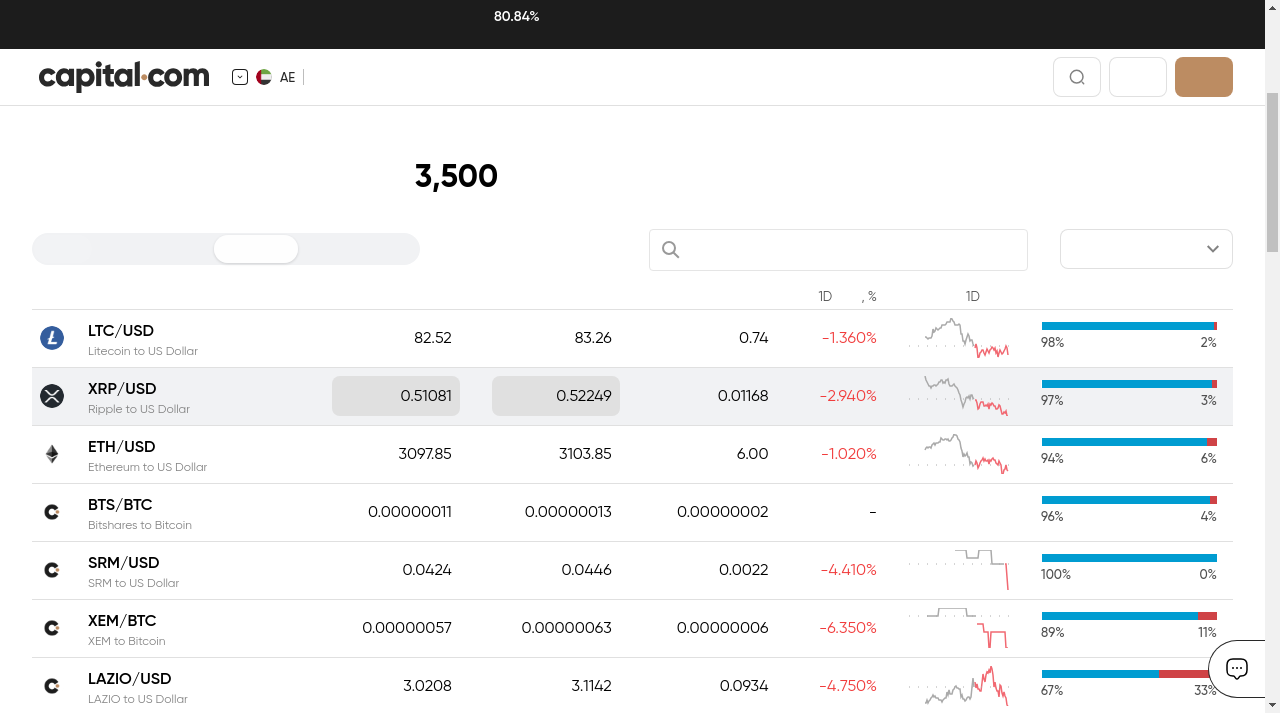 80.84%
capital.com
AE
3,500
1D , % 1D
LTC/USD 82.52 83.26 0.74 -1.360%
Litecoin to US Dollar 98% 2%
XRP/USD 0.51081 0.52249 0.01168 -2.940%
Ripple to US Dollar 97% 3%
ETH/USD 3097.85 3103.85 6.00 -1.020%
Ethereum to US Dollar 94% 6%
BTS/BTC 0.00000011 0.00000013 0.00000002 -
Bitshares to Bitcoin 96% 4%
SRM/USD 0.0424 0.0446 0.0022 -4.410%
SRM to US Dollar 100% 0%
XEM/BTC 0.00000057 0.00000063 0.00000006 -6.350%
XEM to Bitcoin 89% 11%
LAZIO/USD 3.0208 3.1142 0.0934 -4.750%
LAZIO to US Dollar 67% 33%